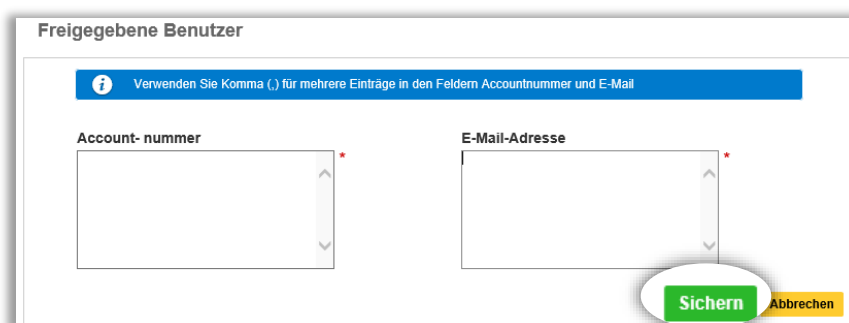 Freigegebene Benutzer
Verwenden Sie Komma (,) für mehrere Einträge in den Feldern Accountnummer und E-Mail
Account- nummer *
E-Mail-Adresse *
Sichern
Abbrechen